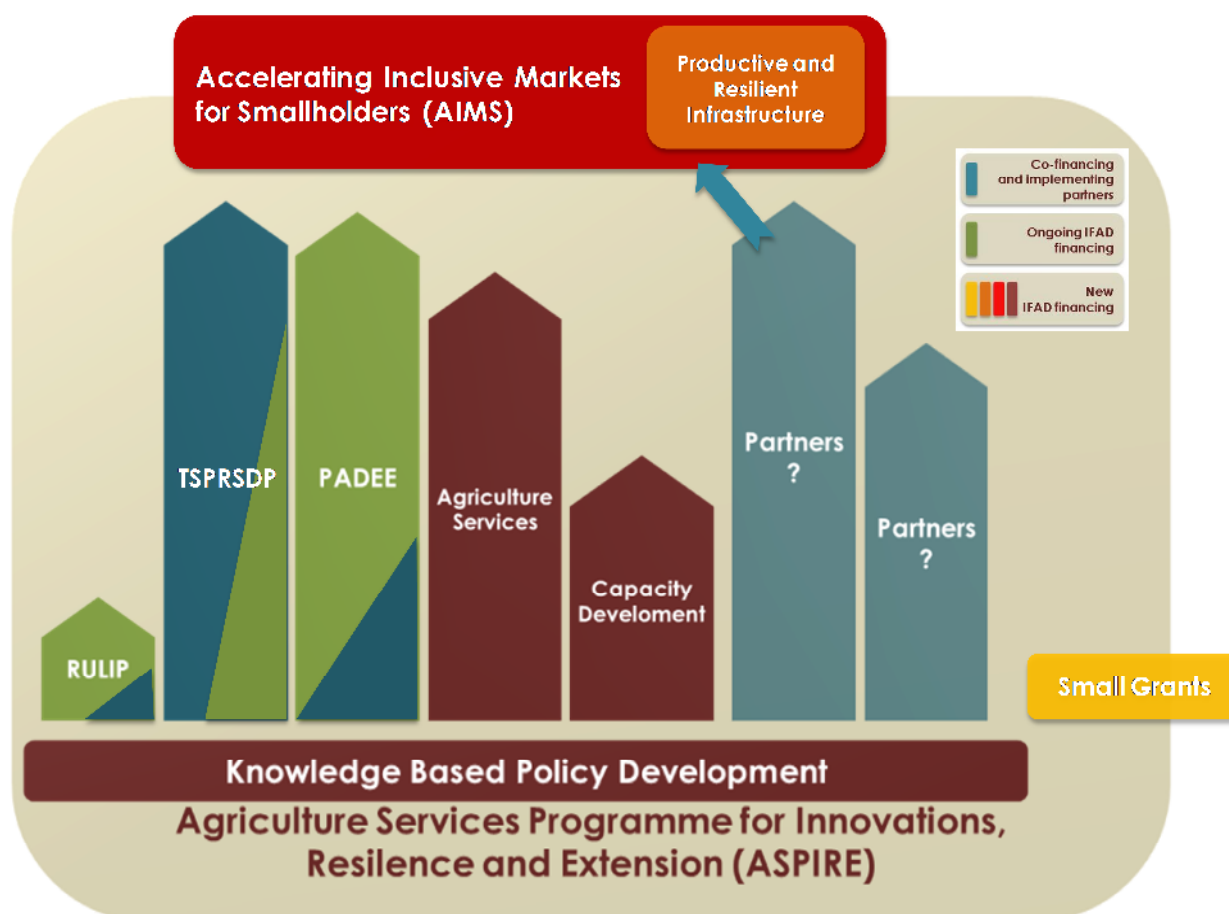 Accelerating Inclusive Markets
for Smallholders (AIMS)
Productive and
Resilient
Infrastructure
Co-financing
and implementing
partners
Ongoing IFAD
financing
New
IFAD financing
RULIP
TSPRSDP
PADEE
Agriculture
Services
Capacity
Develoment
Partners
?
Partners
?
Small Grants
Knowledge Based Policy Development
Agriculture Services Programme for Innovations,
Resilence and Extension (ASPIRE)